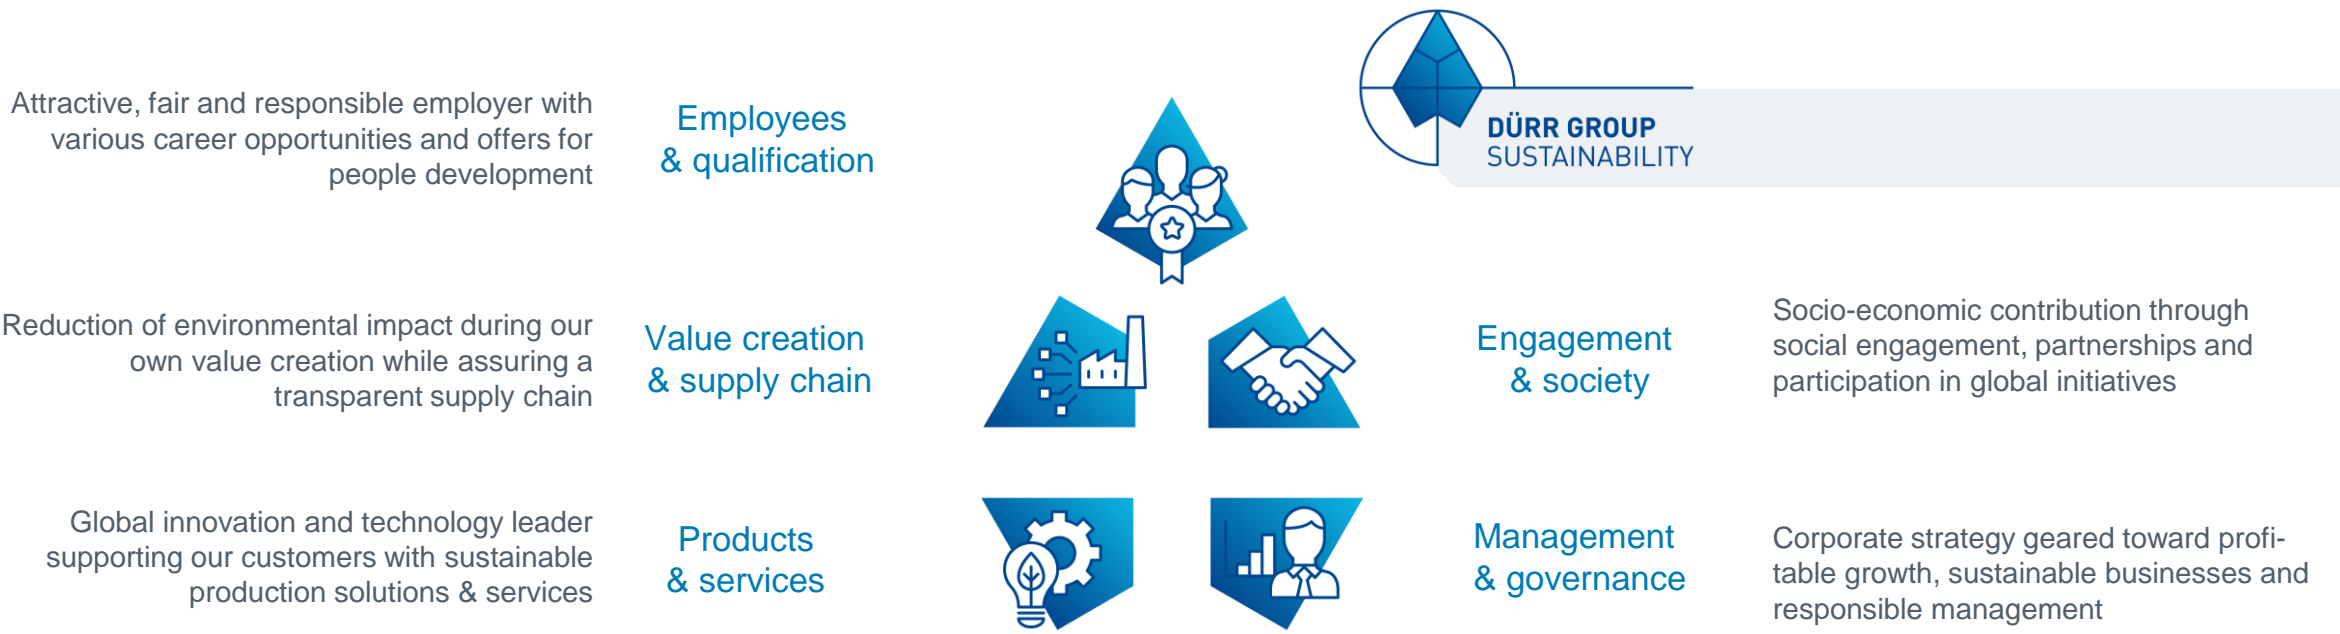 DÜRR GROUP
SUSTAINABILITY
Attractive, fair and responsible employer with
various career opportunities and offers for
people development
Employees
& qualification
Reduction of environmental impact during our
own value creation while assuring a
transparent supply chain
Value creation
& supply chain
Engagement
& society
Socio-economic contribution through
social engagement, partnerships and
participation in global initiatives
Global innovation and technology leader
supporting our customers with sustainable
production solutions & services
Products
& services
Management
& governance
Corporate strategy geared toward profi-
table growth, sustainable businesses and
responsible management